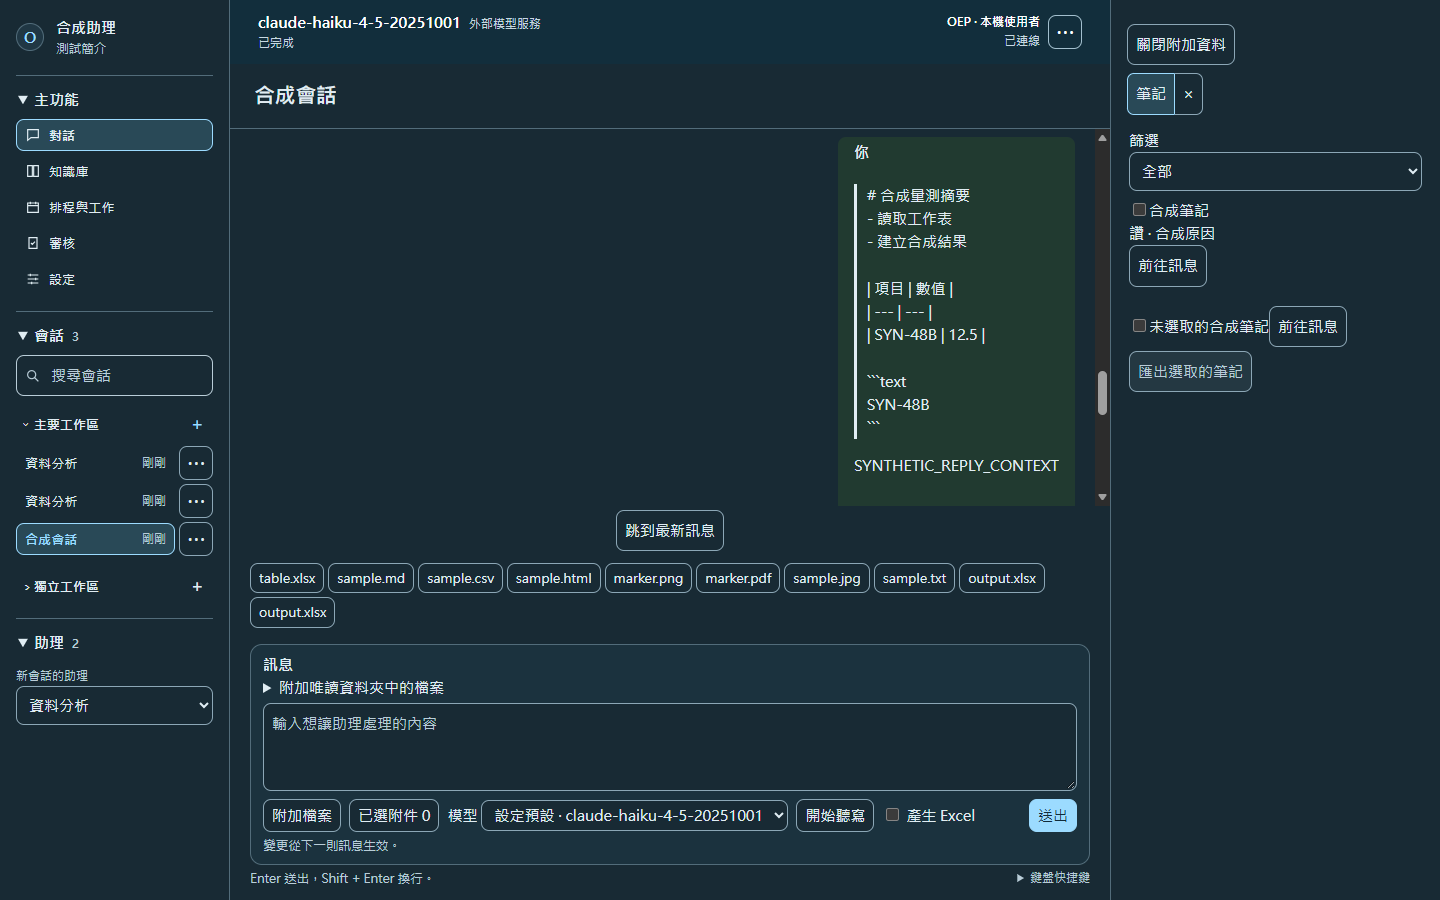 O
合成助理
測試簡介
▼ 主功能
對話
知識庫
排程與工作
審核
設定
▼ 會話 3
搜尋會話
主要工作區 +
資料分析 剛剛 ...
資料分析 剛剛 ...
合成會話 剛剛 ...
獨立工作區 +
▼ 助理 2
新會話的助理
資料分析
claude-haiku-4-5-20251001 外部模型服務
已完成
OEP · 本機使用者
已連線
...
合成會話
你
# 合成量測摘要
- 讀取工作表
- 建立合成結果
| 項目 | 數值 |
| --- | --- |
| SYN-48B | 12.5 |
```text
SYN-48B
```
SYNTHETIC_REPLY_CONTEXT
跳到最新訊息
table.xlsx sample.md sample.csv sample.html marker.png marker.pdf sample.jpg sample.txt output.xlsx
output.xlsx
訊息
▶ 附加唯讀資料夾中的檔案
輸入想讓助理處理的內容
附加檔案 已選附件 0 模型 設定預設 · claude-haiku-4-5-20251001 開始聽寫 產生 Excel 送出
變更從下一則訊息生效。
Enter 送出，Shift + Enter 換行。
▶ 鍵盤快捷鍵
關閉附加資料
筆記 ×
篩選
全部
合成筆記
讚 · 合成原因
前往訊息
未選取的合成筆記 前往訊息
匯出選取的筆記